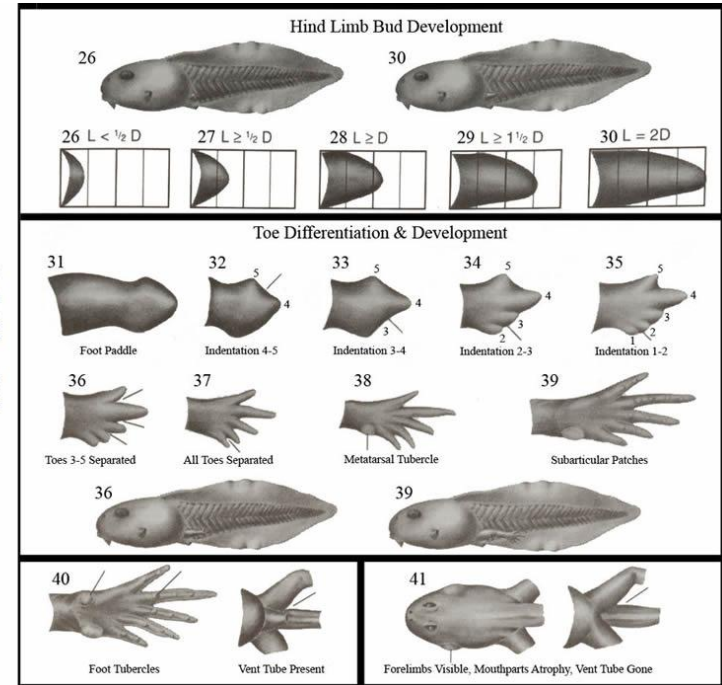 Hind Limb Bud Development
26
30
26 L < 1/2 D
27 L ≥ 1/2 D
28 L ≥ D
29 L ≥ 1 1/2 D
30 L = 2D
Toe Differentiation & Development
31
32
33
34
35
5
4
5
4
3
5
4
3
2
5
4
3
2
1
Foot Paddle
Indentation 4-5
Indentation 3-4
Indentation 2-3
Indentation 1-2
36
37
38
39
Toes 3-5 Separated
All Toes Separated
Metatarsal Tubercle
Subarticular Patches
36
39
40
Foot Tubercles
Vent Tube Present
41
Forelimbs Visible, Mouthparts Atrophy, Vent Tube Gone